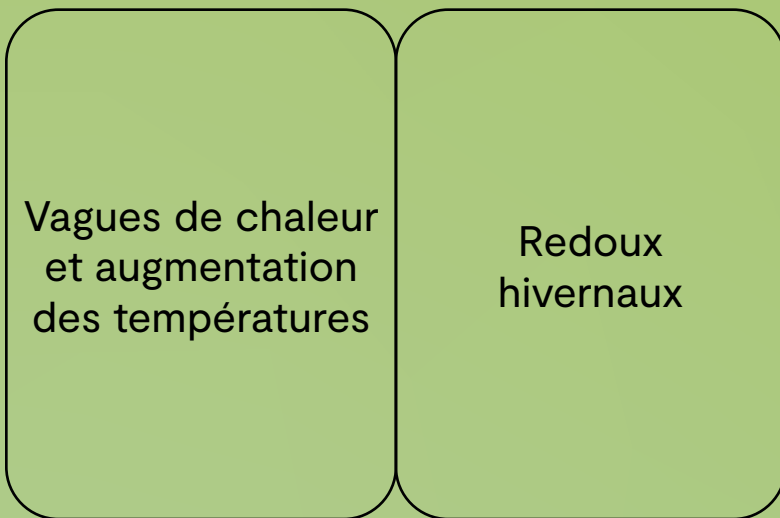 Vagues de chaleur
et augmentation
des températures
Redoux
hivernaux